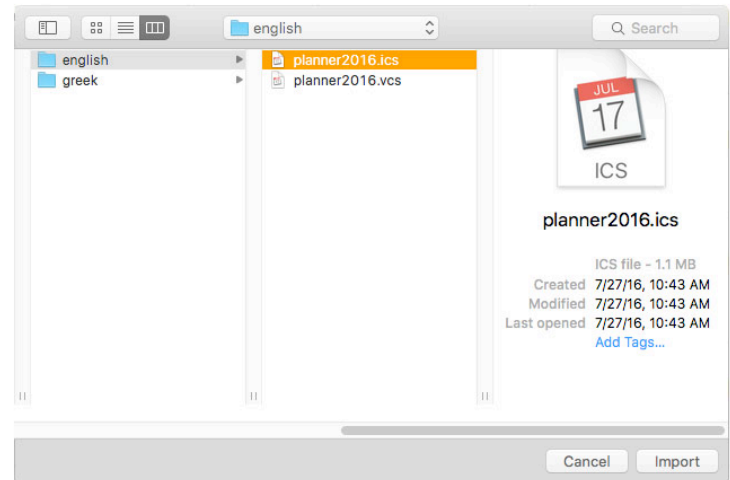 english
Search
english
greek
planner2016.ics
planner2016.vcs
JUL
17
ICS
planner2016.ics
ICS file - 1.1 MB
Created 7/27/16, 10:43 AM
Modified 7/27/16, 10:43 AM
Last opened 7/27/16, 10:43 AM
Add Tags...
Cancel
Import